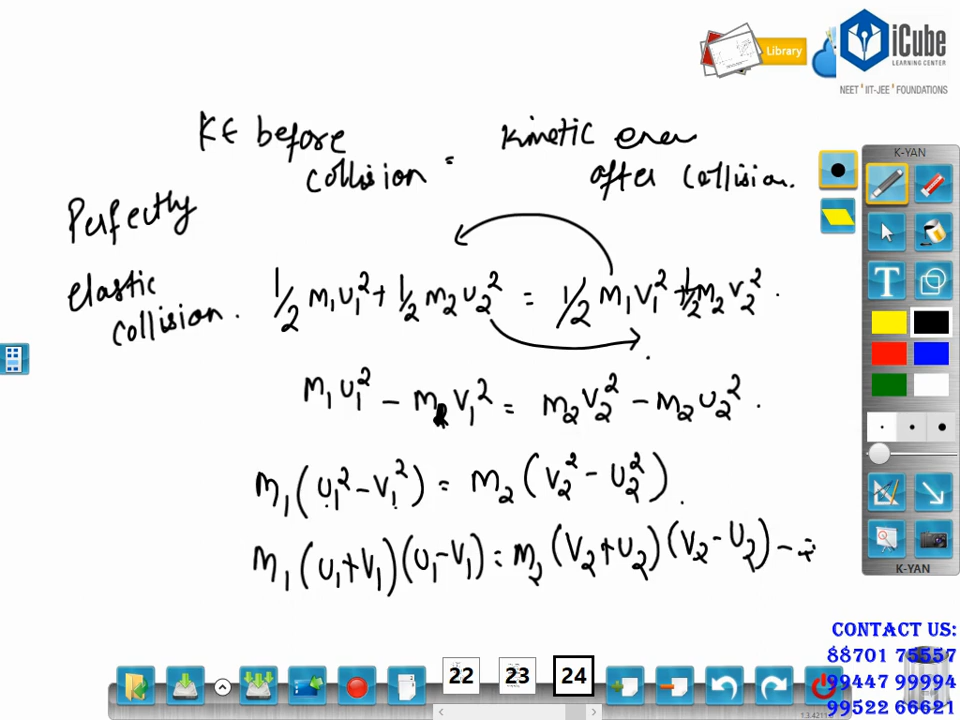 Library
iCube
LEARNING CENTER
NEET ' IIT-JEE ' FOUNDATIONS
KE before collision = kinetic ener after collision.
Perfectly elastic collision.
1/2 m₁u₁² + 1/2 m₂u₂² = 1/2 m₁v₁² + 1/2 m₂v₂².
m₁u₁² – m₂v₁² = m₂v₂² – m₂u₂².
m₁(u₁² – v₁²) = m₂(v₂² – u₂²).
m₁(u₁+v₁)(u₁–v₁) = m₂(v₂+u₂)(v₂–u₂) –
K-YAN
T
K-YAN
22 23 24
CONTACT US:
88701 75557
99447 99994
99522 66621